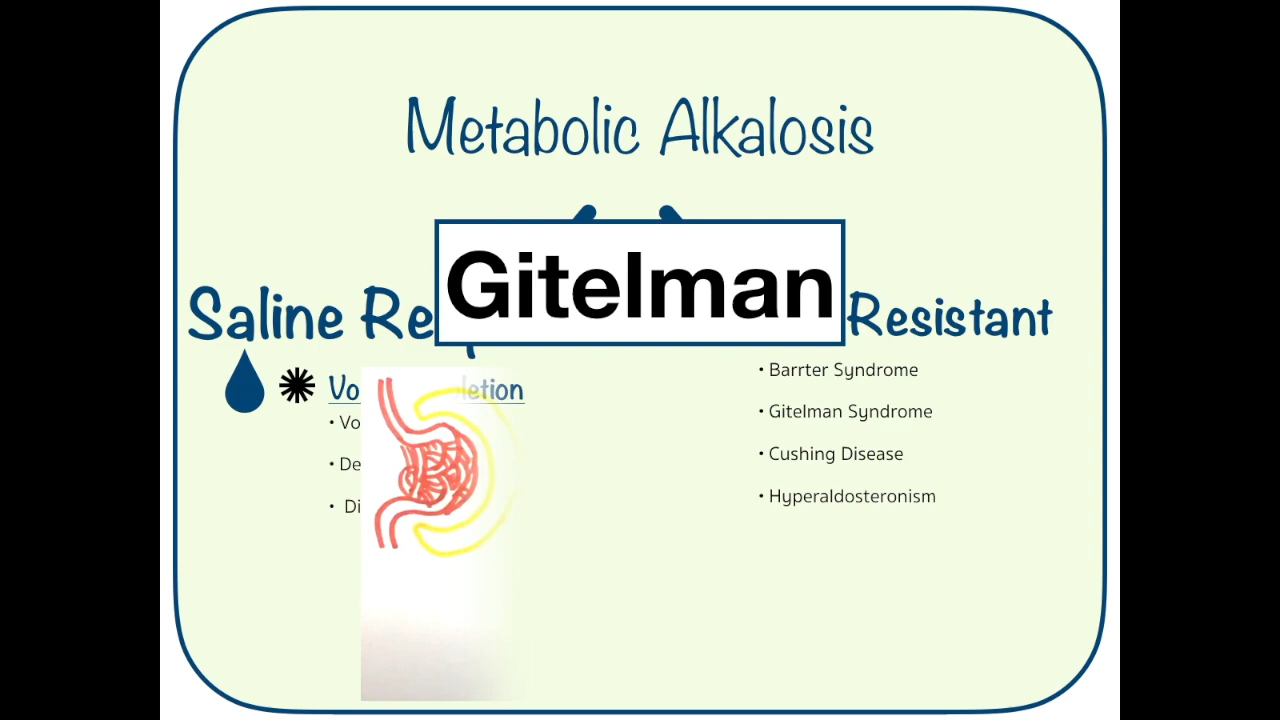 Metabolic Alkalosis
Gitelman
Saline Re
Resistant
Vo letion
• Vo
• De
• Di
• Barrter Syndrome
• Gitelman Syndrome
• Cushing Disease
• Hyperaldosteronism